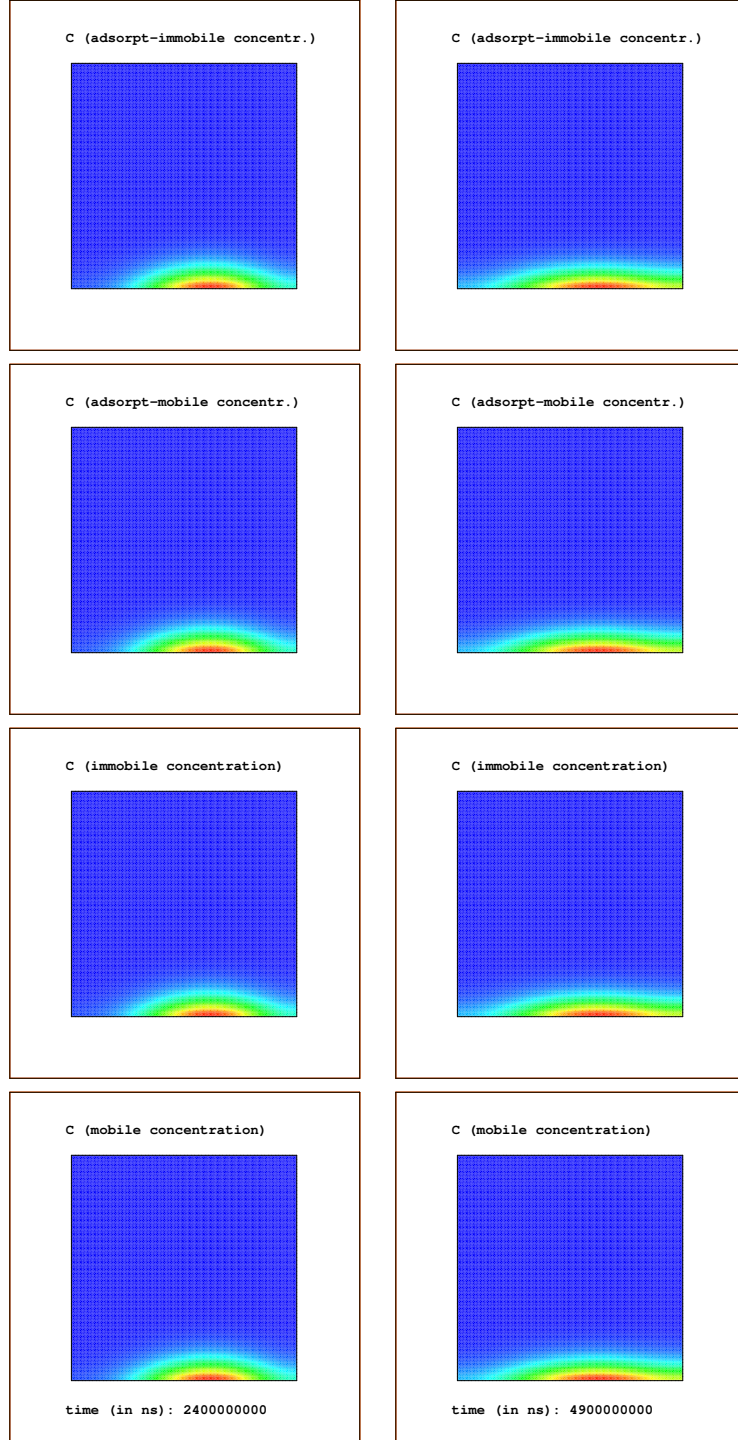 C (adsorpt-immobile concentr.)
C (adsorpt-immobile concentr.)
C (adsorpt-mobile concentr.)
C (adsorpt-mobile concentr.)
C (immobile concentration)
C (immobile concentration)
C (mobile concentration)
C (mobile concentration)
time (in ns): 2400000000
time (in ns): 4900000000